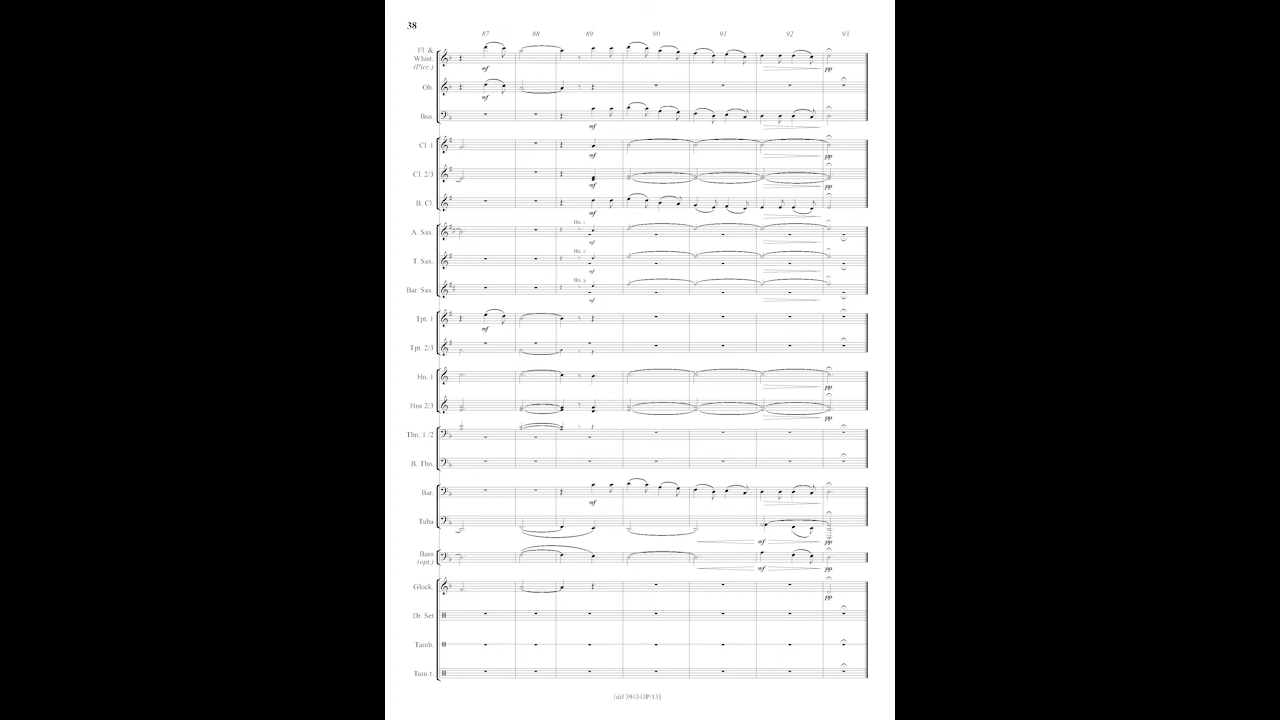 38
87 88 89 90 91 92 93
Fl. &
Whist.
(Picc.)
mf
pp
Ob.
mf
Bsn.
mf
Cl. 1
mf
pp
Cl. 2/3
mf
pp
B. Cl.
mf
A. Sax.
mf
T. Sax.
mf
Bar. Sax.
mf
Tpt. 1
mf
Tpt. 2/3
Hn. 1
pp
Hns 2/3
pp
Tbn. 1 /2
B. Tbn.
Bar.
mf
Tuba
mf pp
Bass
(opt.)
mf pp
Glock.
pp
Dr. Set
Tamb.
Tom-t.